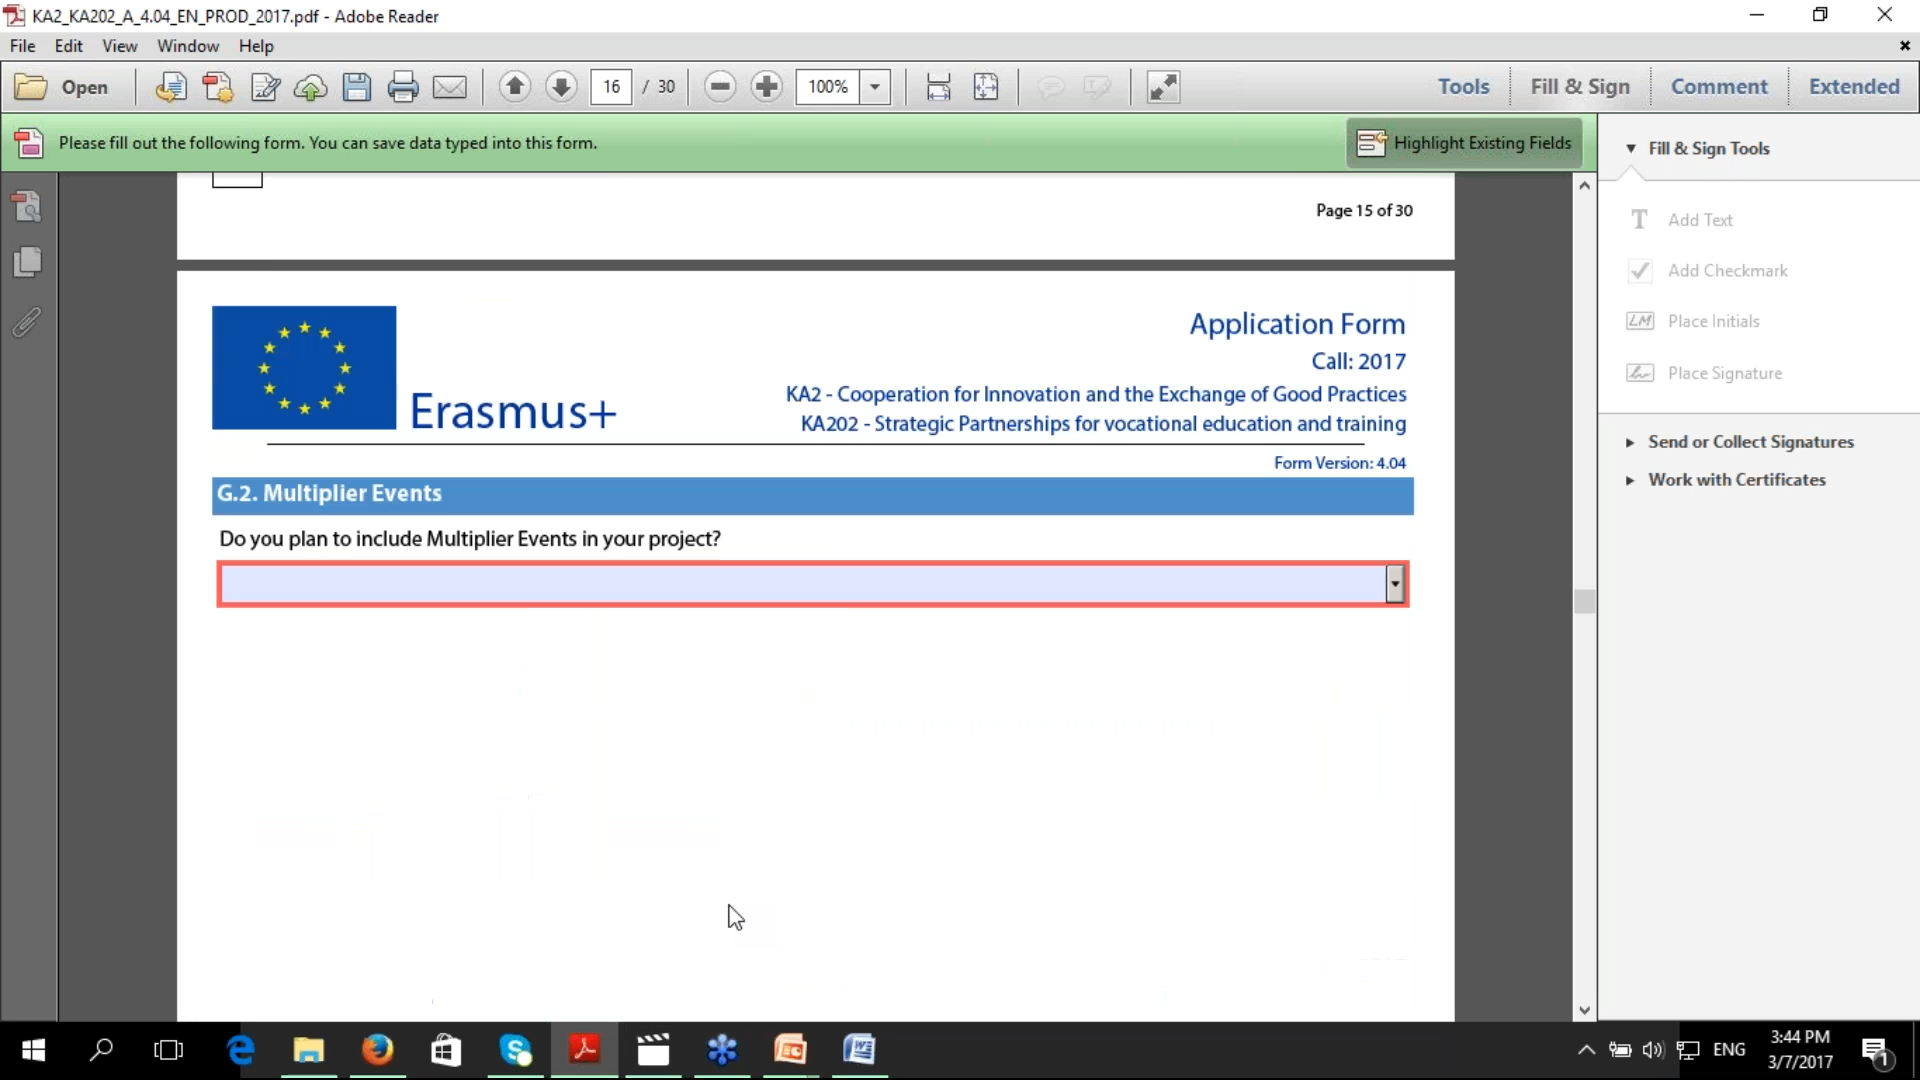 KA2_KA202_A_4.04_EN_PROD_2017.pdf - Adobe Reader
File Edit View Window Help
Open 16 / 30 100% Tools Fill & Sign Comment Extended
Please fill out the following form. You can save data typed into this form. Highlight Existing Fields
Fill & Sign Tools
T Add Text
Add Checkmark
LM Place Initials
Place Signature
Send or Collect Signatures
Work with Certificates
Page 15 of 30
Application Form
Call: 2017
KA2 - Cooperation for Innovation and the Exchange of Good Practices
Erasmus+
KA202 - Strategic Partnerships for vocational education and training
Form Version: 4.04
G.2. Multiplier Events
Do you plan to include Multiplier Events in your project?
ENG
3:44 PM
3/7/2017
1